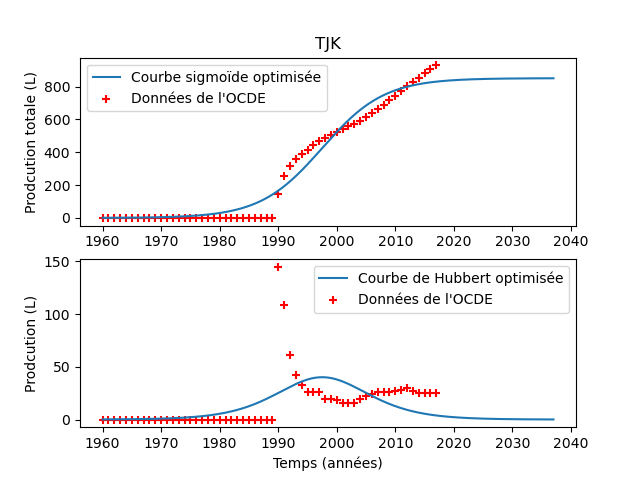 TJK
Prodcution totale (L)
800
600
400
200
0
Courbe sigmoïde optimisée
Données de l'OCDE
1960 1970 1980 1990 2000 2010 2020 2030 2040
Prodcution (L)
150
100
50
0
Courbe de Hubbert optimisée
Données de l'OCDE
1960 1970 1980 1990 2000 2010 2020 2030 2040
Temps (années)